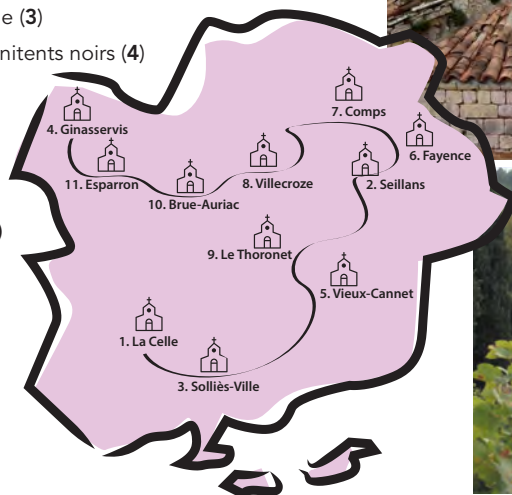 e (3)
nitents noirs (4)
)
7. Comps
4. Ginasservis
6. Fayence
11. Esparron
8. Villecroze
2. Seillans
10. Brue-Auriac
9. Le Thoronet
5. Vieux-Cannet
1. La Celle
3. Solliès-Ville